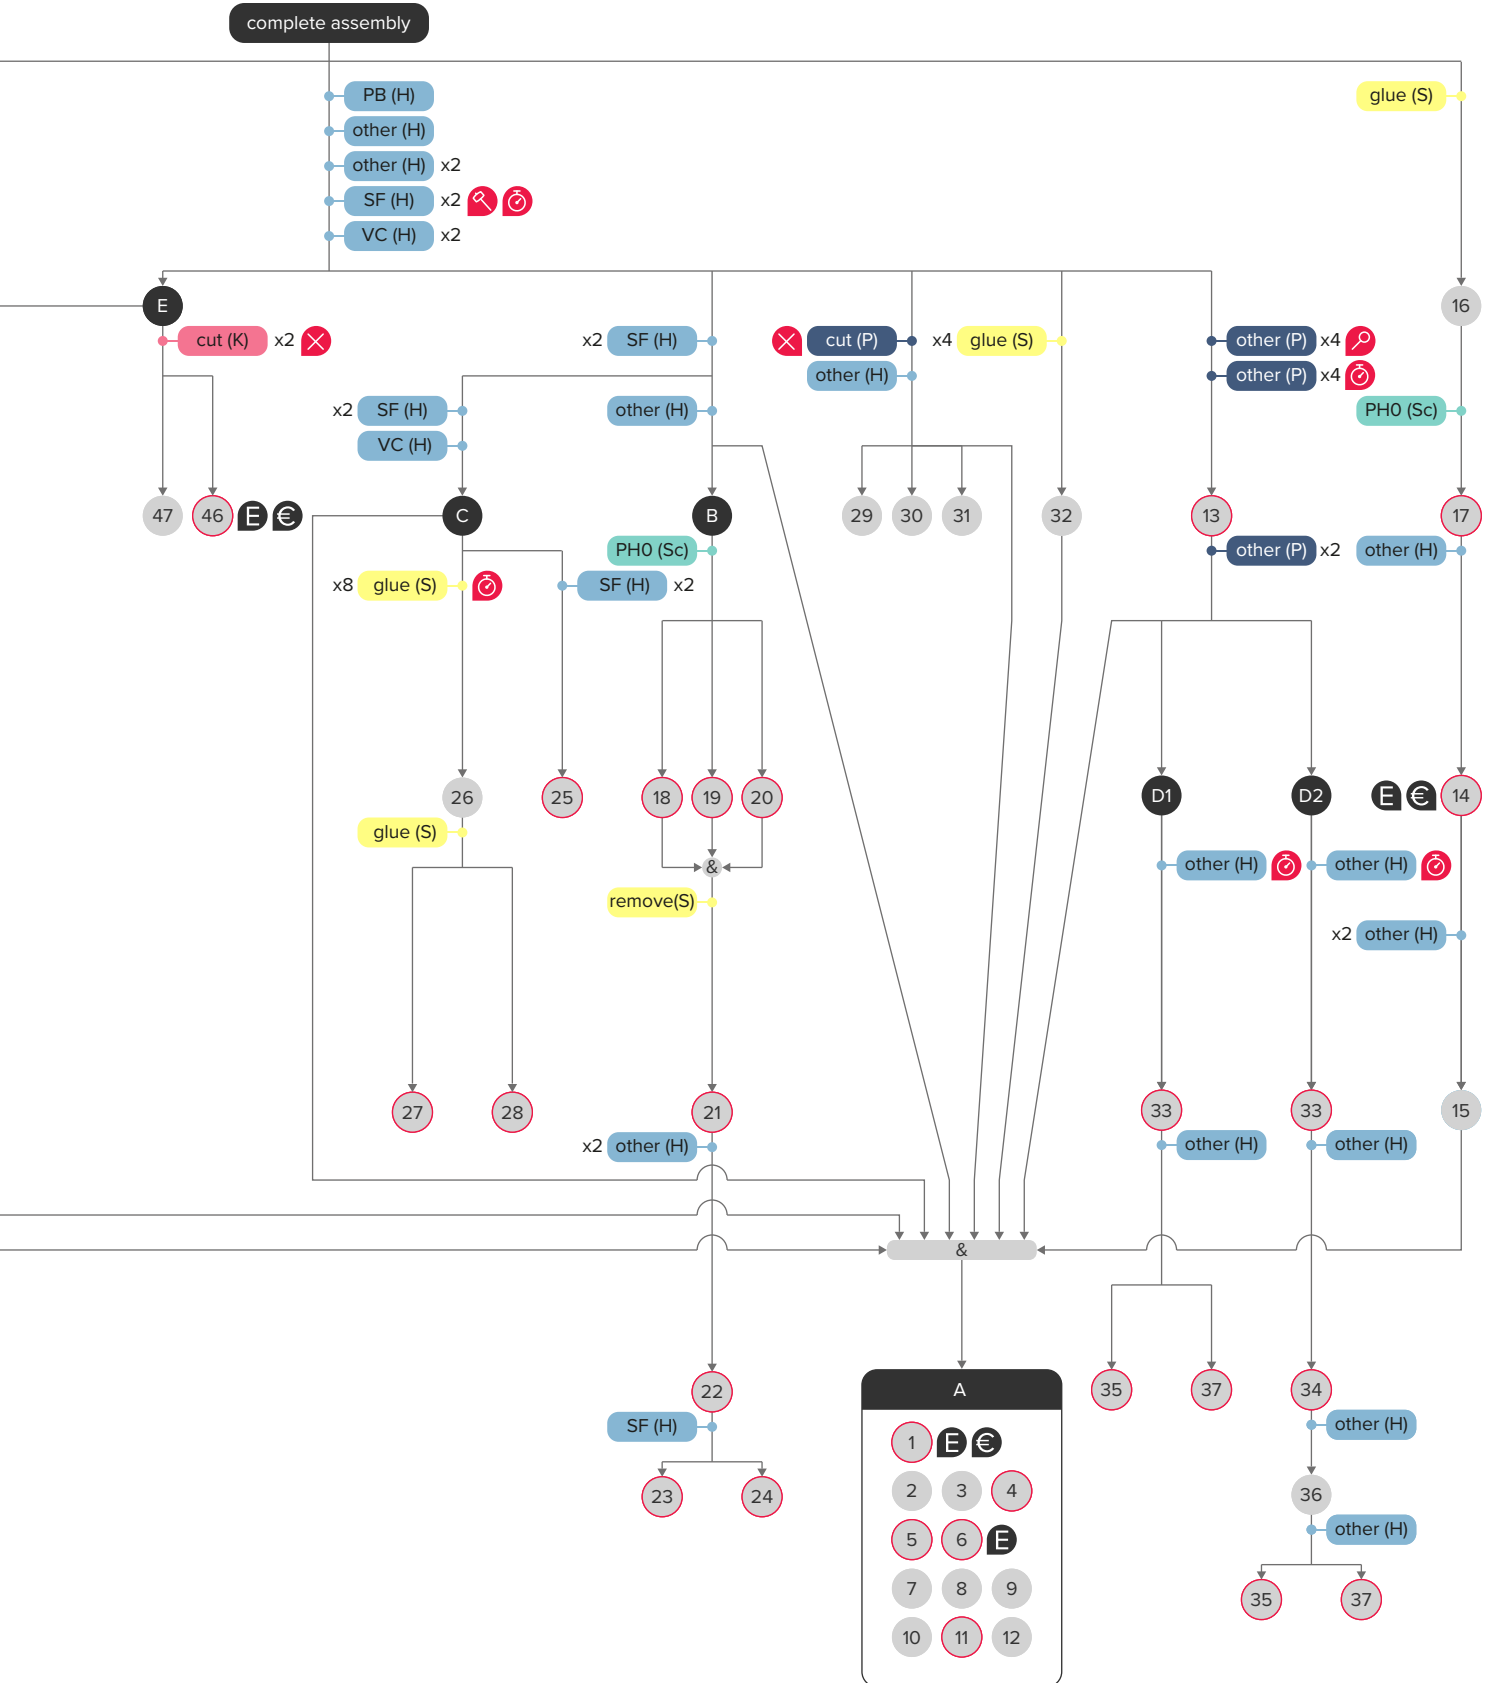 complete assembly
PB (H)
glue (S)
other (H)
other (H) x2
SF (H) x2
VC (H) x2
E
16
cut (K) x2
x2 SF (H)
cut (P)
x4 glue (S)
other (P) x4
other (H)
other (P) x4
x2 SF (H)
other (H)
PH0 (Sc)
VC (H)
47
46
E
€
C
B
29
30
31
32
13
17
PH0 (Sc)
other (P) x2
other (H)
x8 glue (S)
SF (H) x2
26
25
18
19
20
D1
D2
E
€
14
glue (S)
&
other (H)
other (H)
remove(S)
x2 other (H)
27
28
21
33
33
15
x2 other (H)
other (H)
other (H)
&
22
A
35
37
34
SF (H)
1
E
€
other (H)
23
24
2
3
4
36
5
6
E
other (H)
7
8
9
35
37
10
11
12